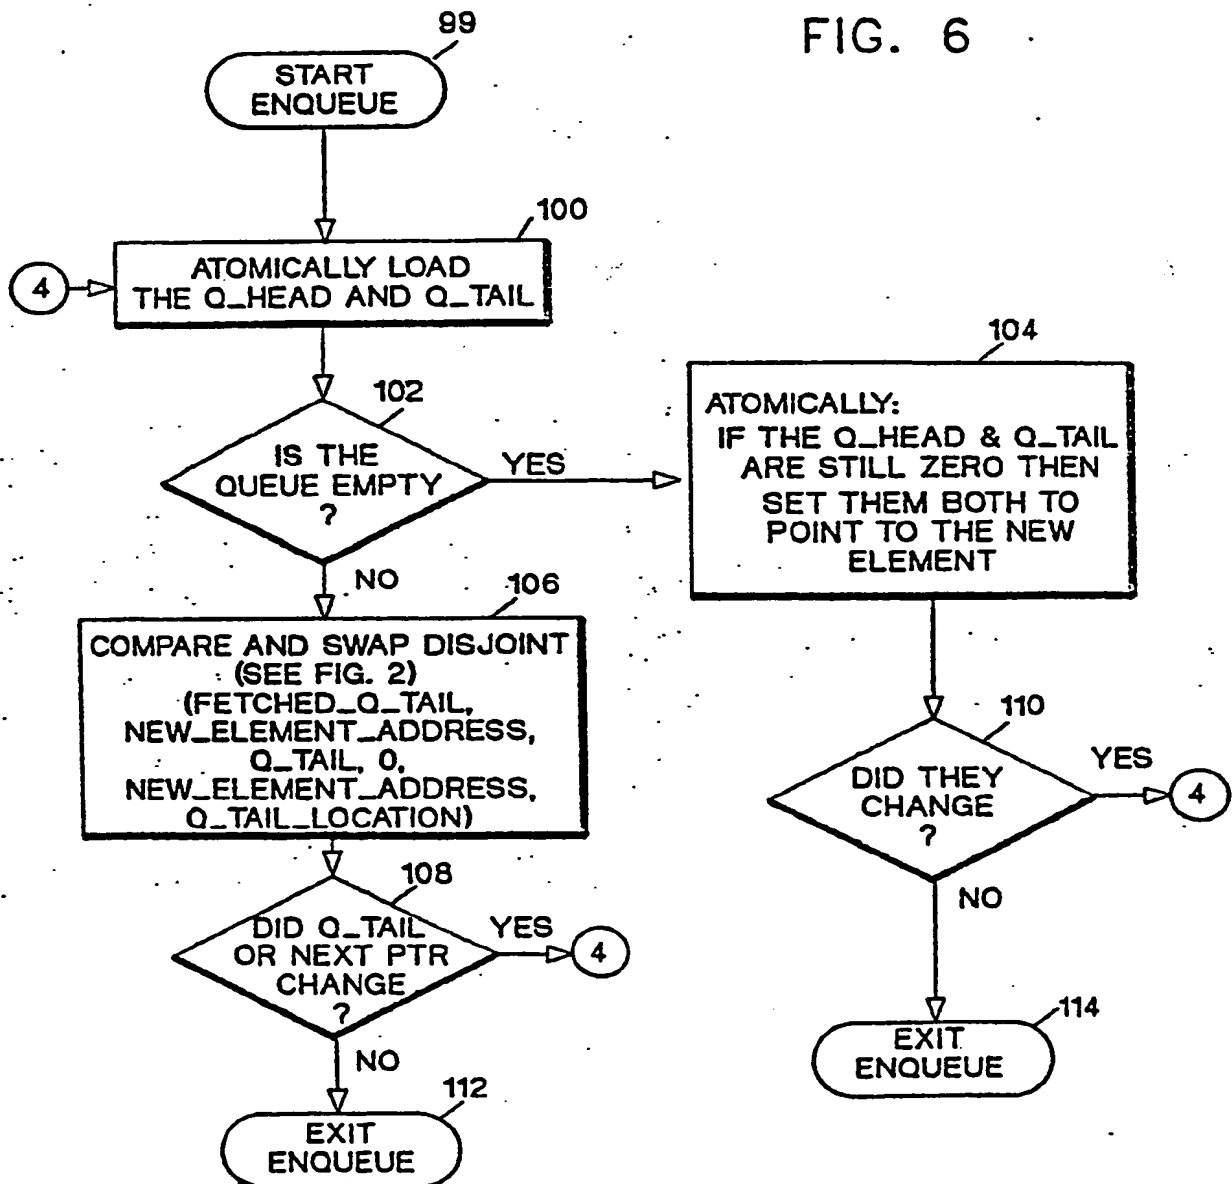 FIG. 6
99
START
ENQUEUE
100
4
ATOMICALLY LOAD
THE Q_HEAD AND Q_TAIL
102
IS THE
QUEUE EMPTY
?
YES
NO
104
ATOMICALLY:
IF THE Q_HEAD & Q_TAIL
ARE STILL ZERO THEN
SET THEM BOTH TO
POINT TO THE NEW
ELEMENT
106
COMPARE AND SWAP DISJOINT
(SEE FIG. 2)
(FETCHED_Q_TAIL,
NEW_ELEMENT_ADDRESS,
Q_TAIL, 0,
NEW_ELEMENT_ADDRESS,
Q_TAIL_LOCATION)
110
DID THEY
CHANGE
?
YES
4
NO
108
DID Q_TAIL
OR NEXT PTR
CHANGE
?
YES
4
NO
114
EXIT
ENQUEUE
112
EXIT
ENQUEUE